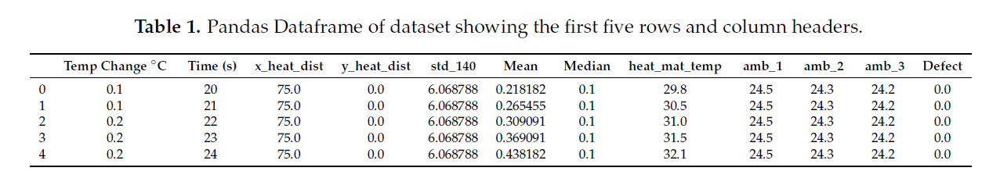 Table 1. Pandas Dataframe of dataset showing the first five rows and column headers.
Temp Change °C Time (s) x_heat_dist y_heat_dist std_140 Mean Median heat_mat_temp amb_1 amb_2 amb_3 Defect
0 0.1 20 75.0 0.0 6.068788 0.218182 0.1 29.8 24.5 24.3 24.2 0.0
1 0.1 21 75.0 0.0 6.068788 0.265455 0.1 30.5 24.5 24.3 24.2 0.0
2 0.2 22 75.0 0.0 6.068788 0.309091 0.1 31.0 24.5 24.3 24.2 0.0
3 0.2 23 75.0 0.0 6.068788 0.369091 0.1 31.5 24.5 24.3 24.2 0.0
4 0.2 24 75.0 0.0 6.068788 0.438182 0.1 32.1 24.5 24.3 24.2 0.0